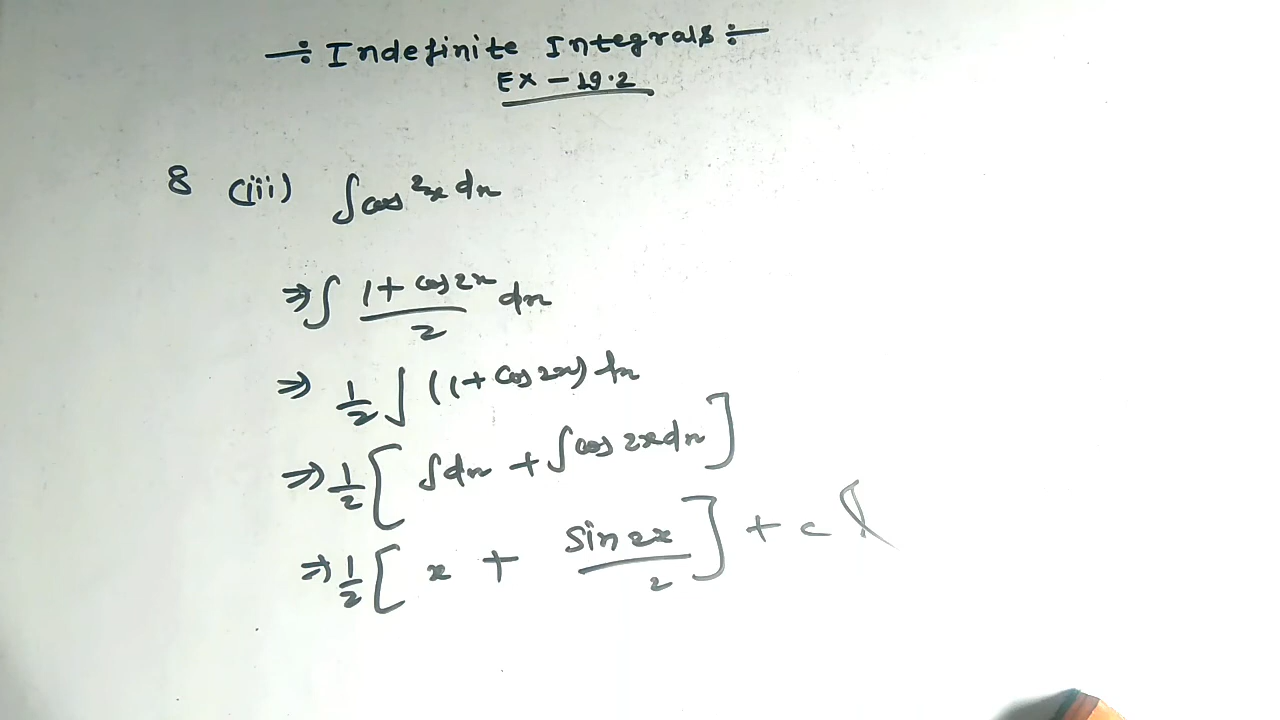 ÷ Indefinite Integrals ÷
EX - 19.2
8 (iii) ∫cos²x dx
⇒ ∫ (1 + cos2x)/2 dx
⇒ 1/2 ∫ (1 + cos 2x) dx
⇒ 1/2 [ ∫dx + ∫cos 2x dx ]
⇒ 1/2 [ x + sin 2x/2 ] + c